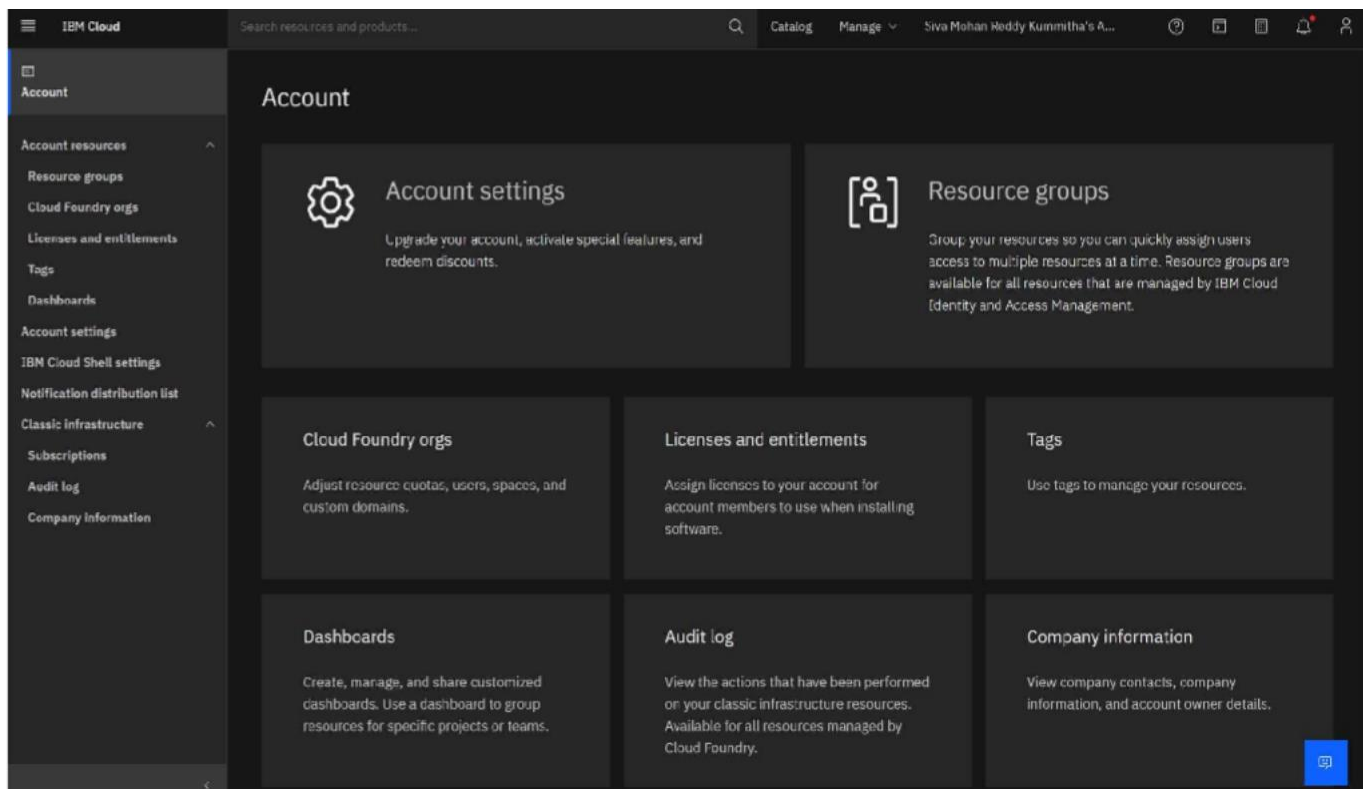 IBM Cloud
Search resources and products...
Catalog
Manage
Siva Mohan Reddy Kummitha's A...
Account
Account resources
Resource groups
Cloud Foundry orgs
Licenses and entitlements
Tags
Dashboards
Account settings
IBM Cloud Shell settings
Notification distribution list
Classic infrastructure
Subscriptions
Audit log
Company information
Account
Account settings
Upgrade your account, activate special features, and
redeem discounts.
Resource groups
Group your resources so you can quickly assign users
access to multiple resources at a time. Resource groups are
available for all resources that are managed by IBM Cloud
Identity and Access Management.
Cloud Foundry orgs
Adjust resource quotas, users, spaces, and
custom domains.
Licenses and entitlements
Assign licenses to your account for
account members to use when installing
software.
Tags
Use tags to manage your resources.
Dashboards
Create, manage, and share customized
dashboards. Use a dashboard to group
resources for specific projects or teams.
Audit log
View the actions that have been performed
on your classic infrastructure resources.
Available for all resources managed by
Cloud Foundry.
Company information
View company contacts, company
information, and account owner details.